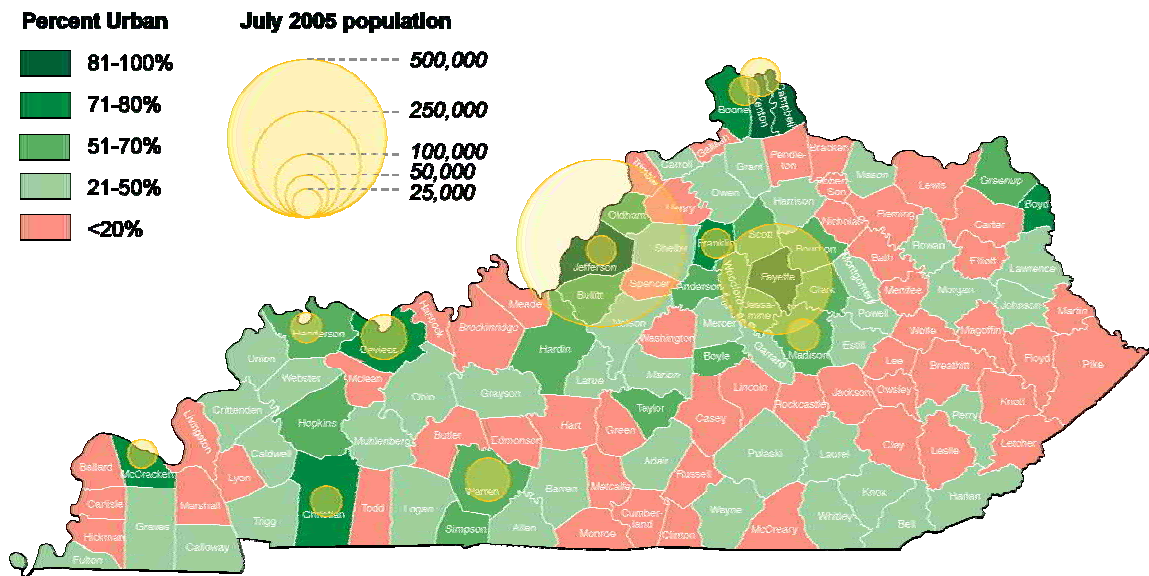 Percent Urban
81-100%
71-80%
51-70%
21-50%
<20%
July 2005 population
500,000
250,000
100,000
50,000
25,000
Boone
Kenton
Campbell
Gallatin
Carroll
Trimble
Grant
Pendle-
ton
Bracken
Mason
Lewis
Greenup
Boyd
Owen
Harrison
Robert-
Son
Fleming
Carter
Henry
Oldham
Nicholas
Rowan
Elliott
Lawrence
Franklin
Scott
Bourbon
Bath
Shelby
Jefferson
Spencer
Bullitt
Anderson
Woodford
Fayette
Clark
Montgomery
Menifee
Morgan
Johnson
Martin
Jessa-
mine
Powell
Wolfe
Magoffin
Floyd
Pike
Meade
Nelson
Washington
Mercer
Garrard
Madison
Estill
Lee
Breathitt
Hancock
Brockinridgo
Hardin
Larue
Marion
Boyle
Lincoln
Rockcastle
Jackson
Owsley
Perry
Knott
Letcher
Henderson
Daviess
Union
Webster
Mclean
Ohio
Grayson
Taylor
Casey
Hart
Green
Crittenden
Hopkins
Muhlenberg
Butler
Edmonson
Adair
Pulaski
Laurel
Clay
Leslie
Livingston
Caldwell
Lyon
Ballard
McCracken
Carlisle
Marshall
Hickman
Graves
Fulton
Calloway
Trigg
Christian
Todd
Logan
Warren
Simpson
Allen
Barren
Metcalfe
Monroe
Cumber-
land
Russell
Clinton
Wayne
McCreary
Whitley
Knox
Bell
Harlan